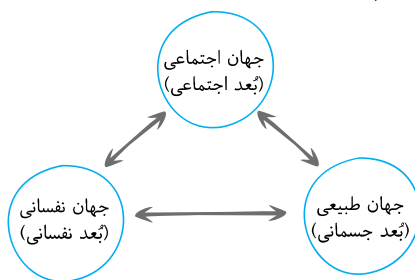 جهان اجتماعی
(بُعد اجتماعی)
جهان طبیعی
(بُعد جسمانی)
جهان نفسانی
(بُعد نفسانی)